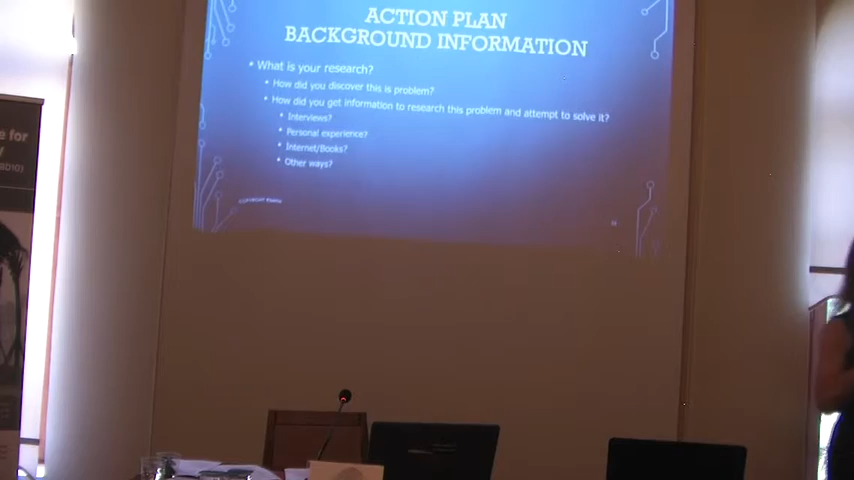 ACTION PLAN
BACKGROUND INFORMATION
• What is your research?
• How did you discover this is problem?
• How did you get information to research this problem and attempt to solve it?
• Interviews?
• Personal experience?
• Internet/Books?
• Other ways?
e for